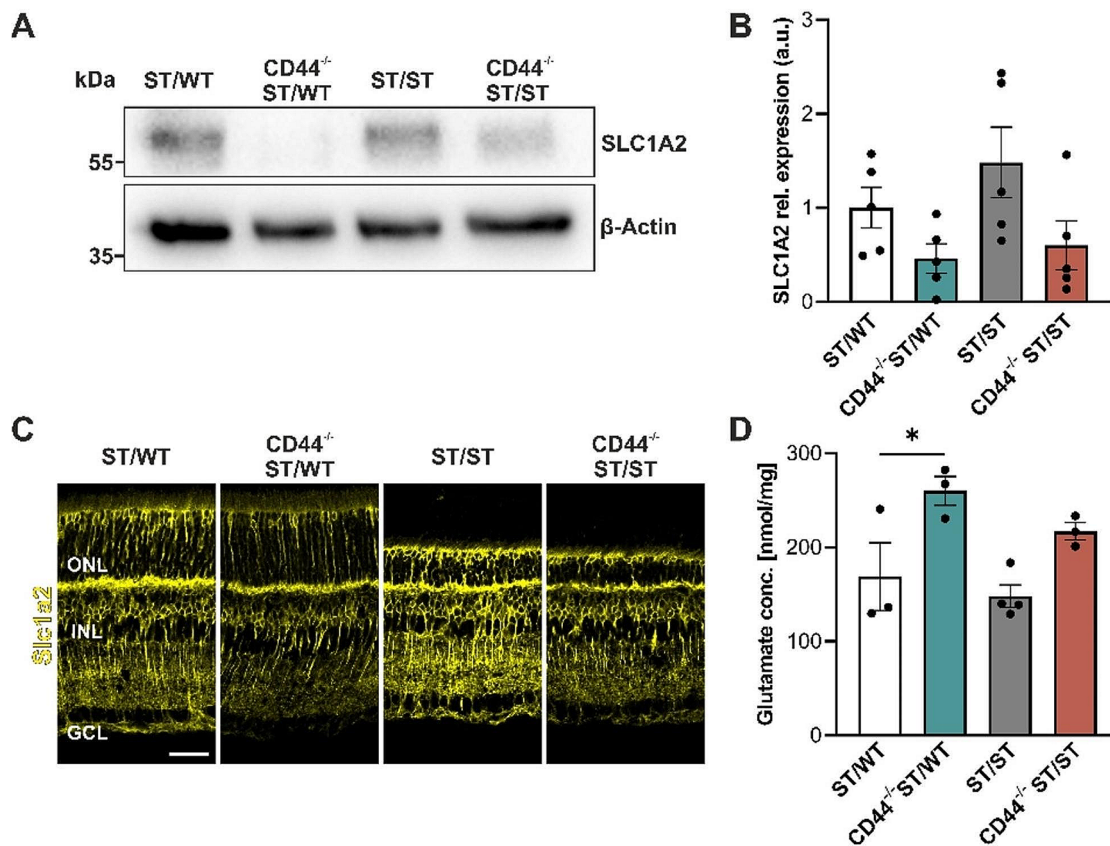 A
kDa
ST/WT
CD44-/-
ST/WT
ST/ST
CD44-/-
ST/ST
SLC1A2
55
β-Actin
35
B
SLC1A2 rel. expression (a.u.)
3
2
1
0
ST/WT
CD44-/- ST/WT
ST/ST
CD44-/- ST/ST
C
ST/WT
CD44-/-
ST/WT
ST/ST
CD44-/-
ST/ST
Slc1a2
ONL
INL
GCL
D
Glutamate conc. [nmol/mg]
*
300
200
100
0
ST/WT
CD44-/- ST/WT
ST/ST
CD44-/- ST/ST